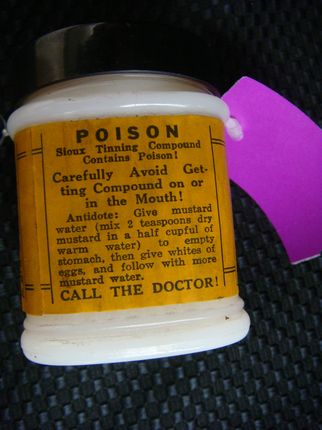 POISON
Sioux Tinning Compound
Contains Poison!
Carefully Avoid Get-
ting Compound on or
in the Mouth!
Antidote: Give mustard
water (mix 2 teaspoons dry
mustard in a half cupful of
warm water) to empty
stomach, then give whites of
eggs, and follow with more
mustard water.
CALL THE DOCTOR!